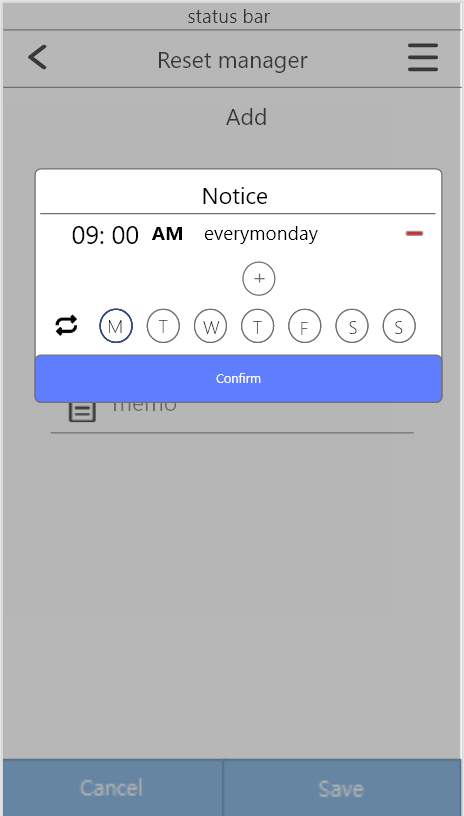 status bar
Reset manager
Add
Notice
09: 00 AM everymonday
+
M T W T F S S
Confirm
memo
Cancel Save